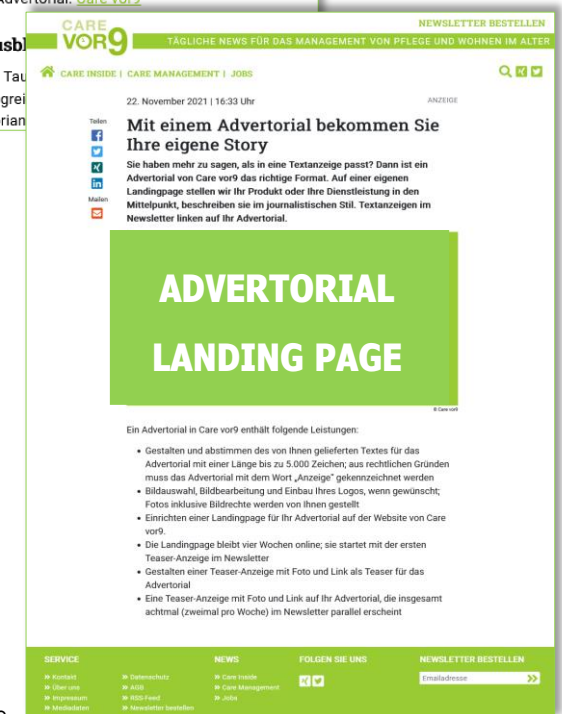 Advertorial: Care vor9
CARE
VOR9
NEWSLETTER BESTELLEN
TÄGLICHE NEWS FÜR DAS MANAGEMENT VON PFLEGE UND WOHNEN IM ALTER
CARE INSIDE | CARE MANAGEMENT | JOBS
22. November 2021 | 16:33 Uhr
ANZEIGE
Teilen
Mailen
Mit einem Advertorial bekommen Sie
Ihre eigene Story
Sie haben mehr zu sagen, als in eine Textanzeige passt? Dann ist ein
Advertorial von Care vor9 das richtige Format. Auf einer eigenen
Landingpage stellen wir Ihr Produkt oder Ihre Dienstleistung in den
Mittelpunkt, beschreiben sie im journalistischen Stil. Textanzeigen im
Newsletter linken auf Ihr Advertorial.
ADVERTORIAL
LANDING PAGE
© Care vor9
Ein Advertorial in Care vor9 enthält folgende Leistungen:
• Gestalten und abstimmen des von Ihnen gelieferten Textes für das
Advertorial mit einer Länge bis zu 5.000 Zeichen; aus rechtlichen Gründen
muss das Advertorial mit dem Wort „Anzeige" gekennzeichnet werden
• Bildauswahl, Bildbearbeitung und Einbau Ihres Logos, wenn gewünscht;
Fotos inklusive Bildrechte werden von Ihnen gestellt
• Einrichten einer Landingpage für Ihr Advertorial auf der Website von Care
vor9.
• Die Landingpage bleibt vier Wochen online; sie startet mit der ersten
Teaser-Anzeige im Newsletter
• Gestalten einer Teaser-Anzeige mit Foto und Link als Teaser für das
Advertorial
• Eine Teaser-Anzeige mit Foto und Link auf Ihr Advertorial, die insgesamt
achtmal (zweimal pro Woche) im Newsletter parallel erscheint
SERVICE
» Kontakt
» Über uns
» Impressum
» Mediadaten
» Datenschutz
» AGB
» RSS-Feed
» Newsletter bestellen
NEWS
» Care Inside
» Care Management
» Jobs
FOLGEN SIE UNS
NEWSLETTER BESTELLEN
Emailadresse